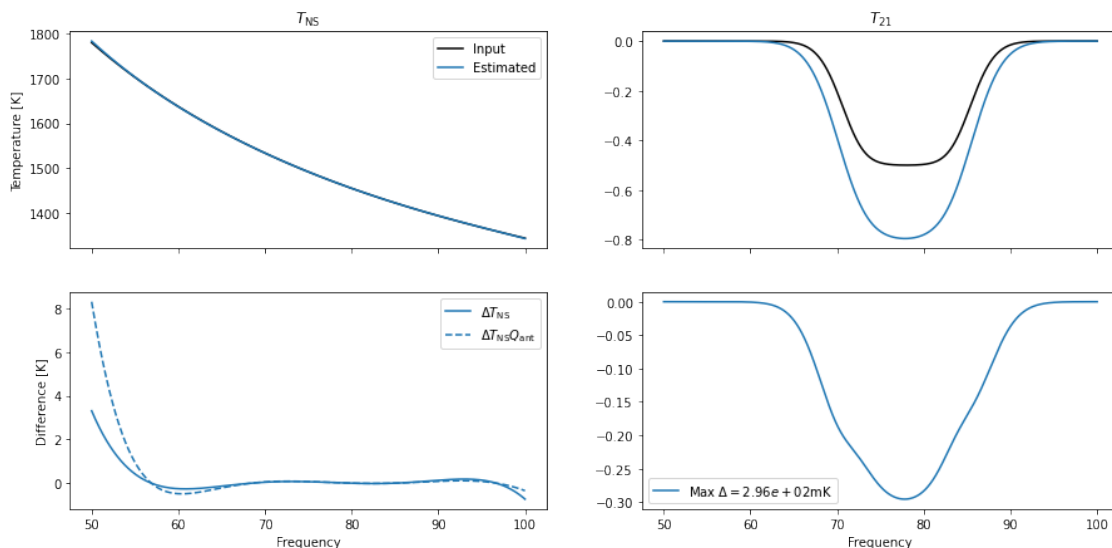 T_NS
T_21
1800
1700
1600
1500
1400
Temperature [K]
Input
Estimated
0.0
−0.2
−0.4
−0.6
−0.8
8
6
4
2
0
Difference [K]
ΔT_NS
ΔT_NS Q_ant
50 60 70 80 90 100
Frequency
0.00
−0.05
−0.10
−0.15
−0.20
−0.25
−0.30
Max Δ = 2.96e + 02mK
50 60 70 80 90 100
Frequency